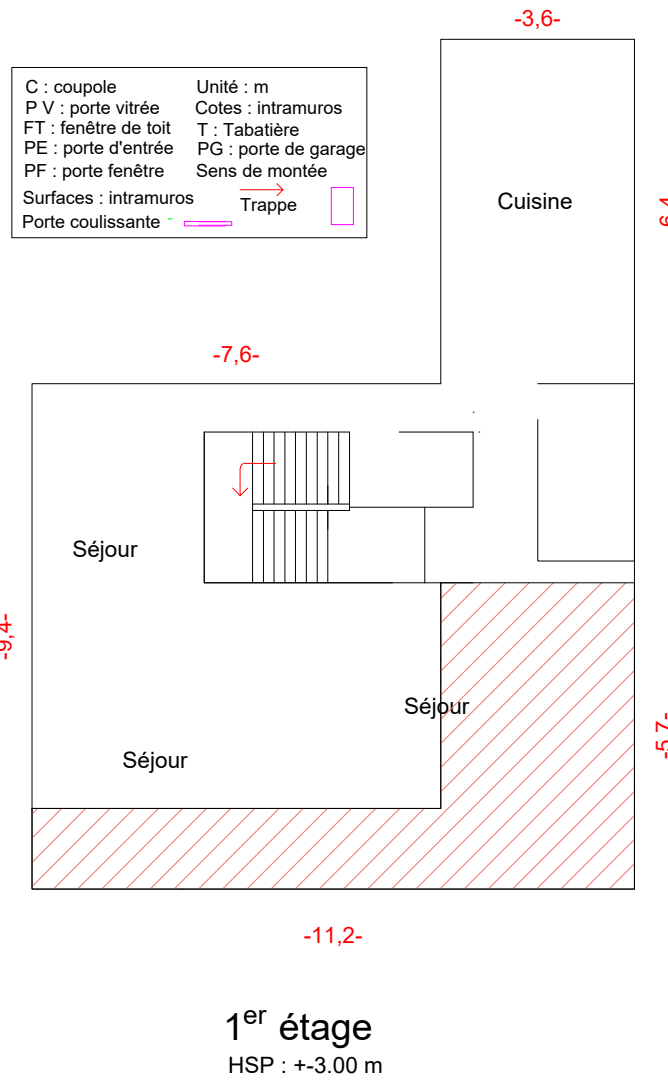 -3,6-
C : coupole Unité : m
P V : porte vitrée Cotes : intramuros
FT : fenêtre de toit T : Tabatière
PE : porte d'entrée PG : porte de garage
PF : porte fenêtre Sens de montée
Surfaces : intramuros Trappe
Porte coulissante
Cuisine
-7,6-
Séjour
-9,4-
Séjour
-5,7-
Séjour
-11,2-
1er étage
HSP : +-3.00 m